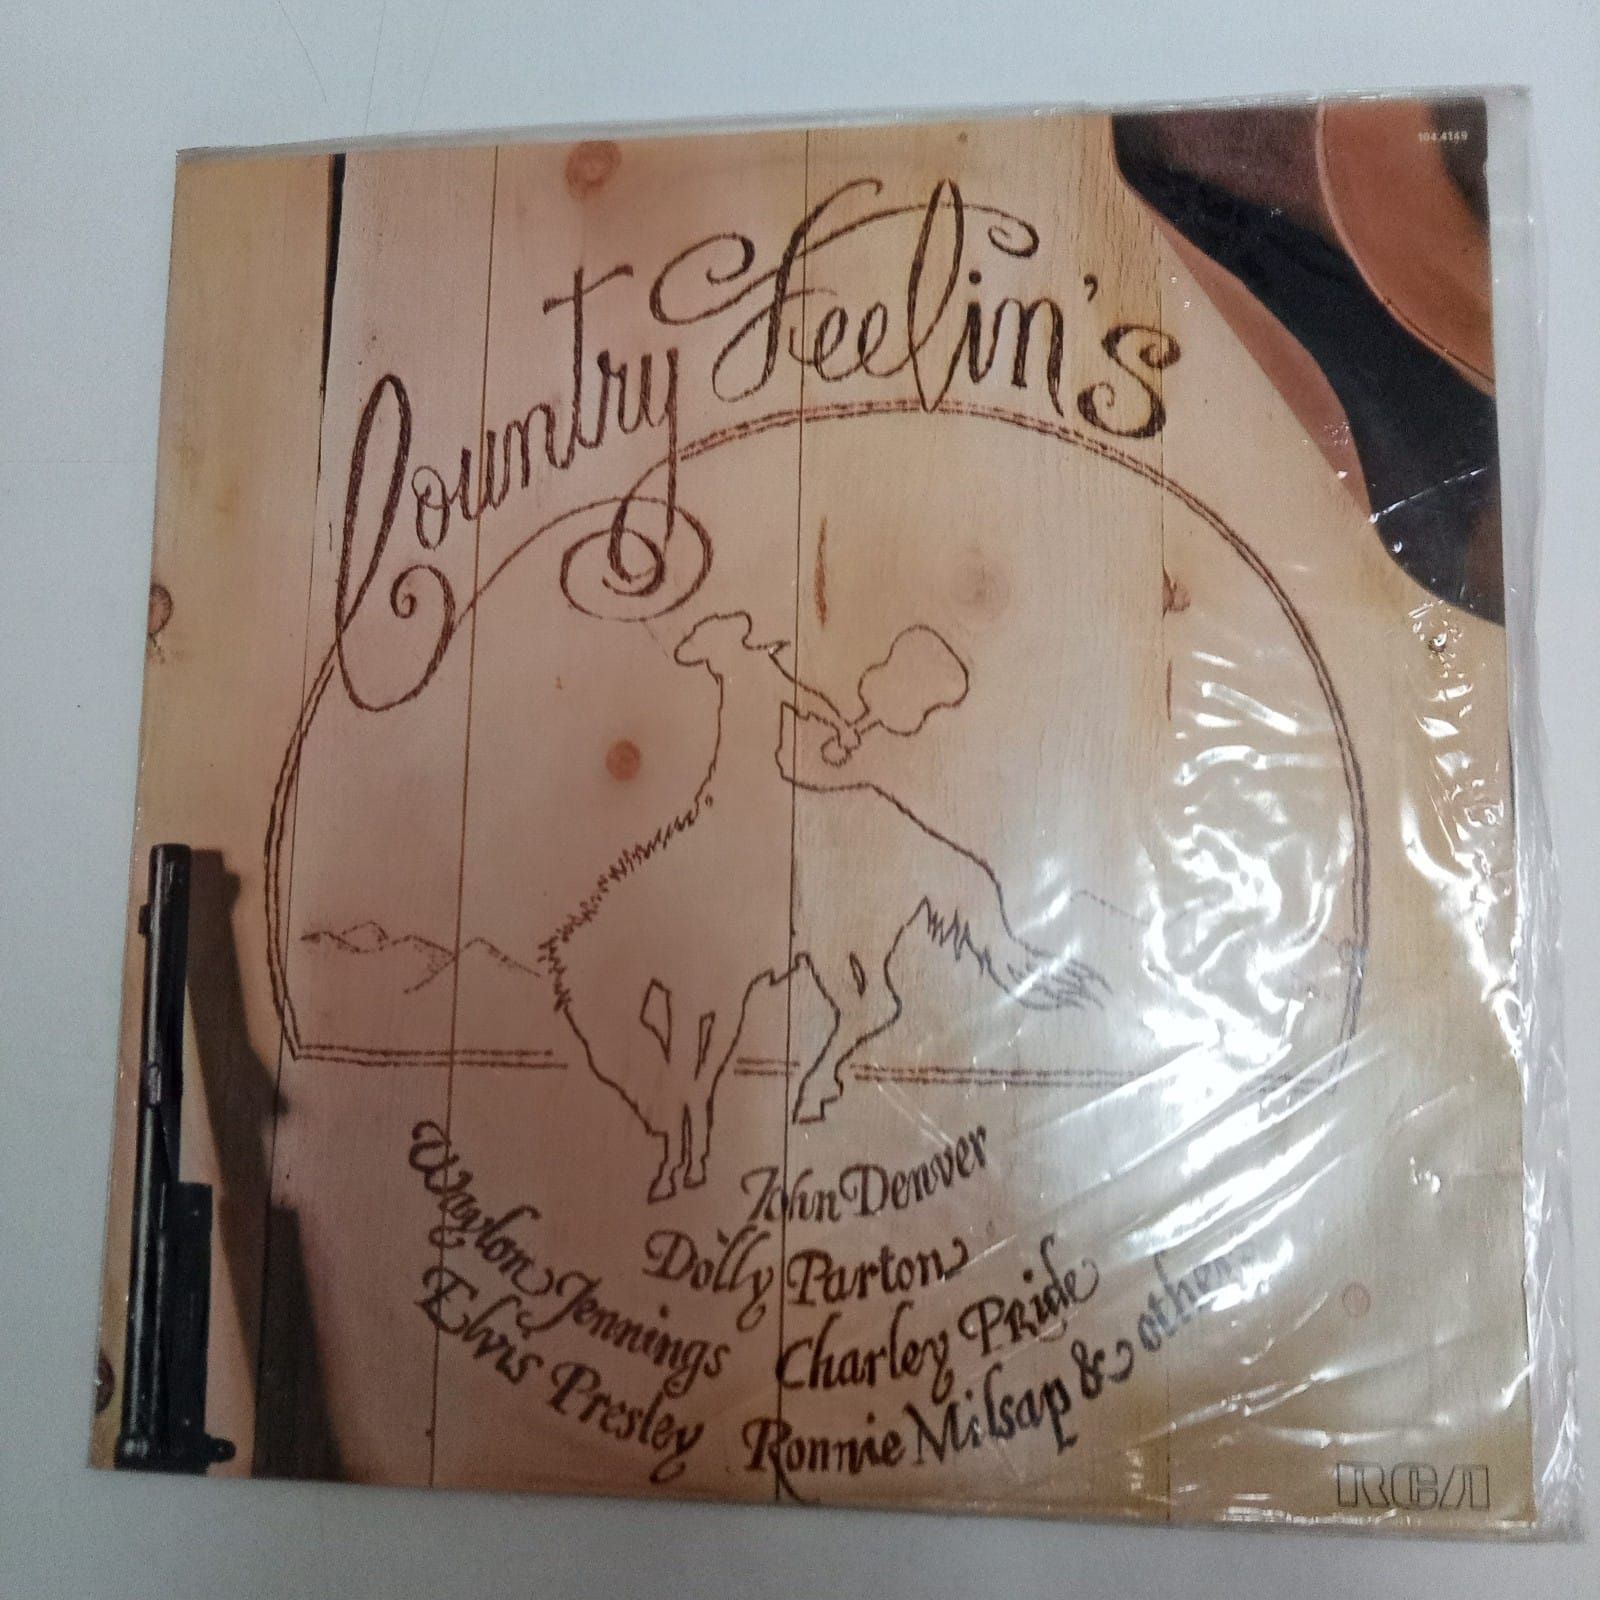 104.4149
Country Feelin's
John Denver
Dolly Parton
Waylon Jennings
Charley Pride
Elvis Presley
Ronnie Milsap & others
RCA